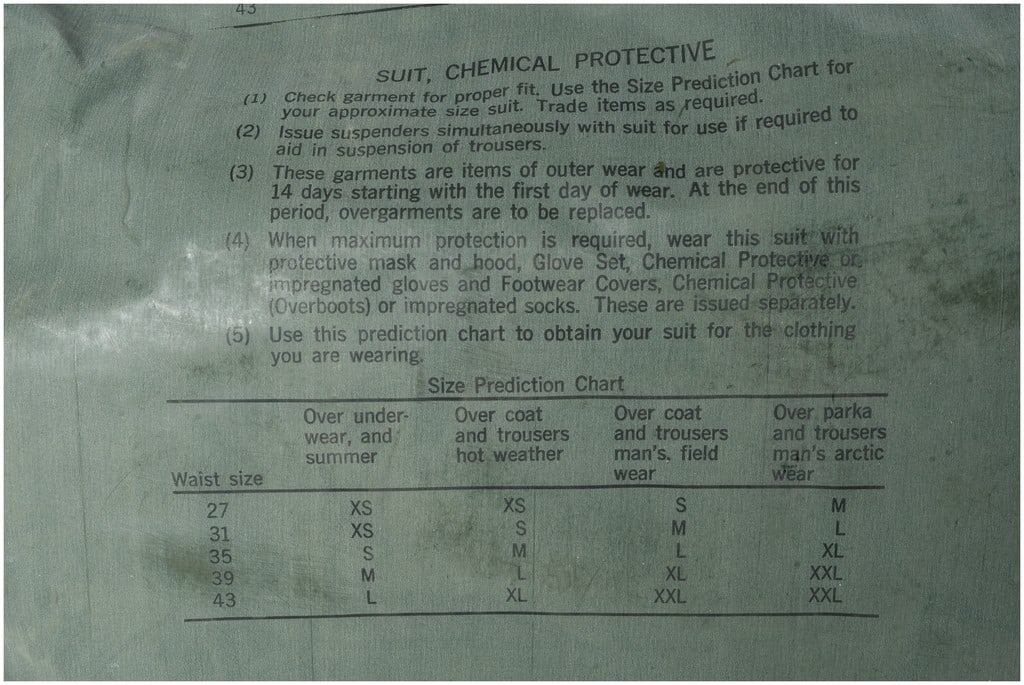 43
SUIT, CHEMICAL PROTECTIVE
(1) Check garment for proper fit. Use the Size Prediction Chart for
your approximate size suit. Trade items as required.
(2) Issue suspenders simultaneously with suit for use if required to
aid in suspension of trousers.
(3) These garments are items of outer wear and are protective for
14 days starting with the first day of wear. At the end of this
period, overgarments are to be replaced.
(4) When maximum protection is required, wear this suit with
protective mask and hood, Glove Set, Chemical Protective or
impregnated gloves and Footwear Covers, Chemical Protective
(Overboots) or impregnated socks. These are issued separately.
(5) Use this prediction chart to obtain your suit for the clothing
you are wearing.
Size Prediction Chart
Over under- Over coat Over coat Over parka
wear, and and trousers and trousers and trousers
summer hot weather man's. field man's arctic
wear wear
Waist size
27 XS XS S M
31 XS S M L
35 S M L XL
39 M L XL XXL
43 L XL XXL XXL